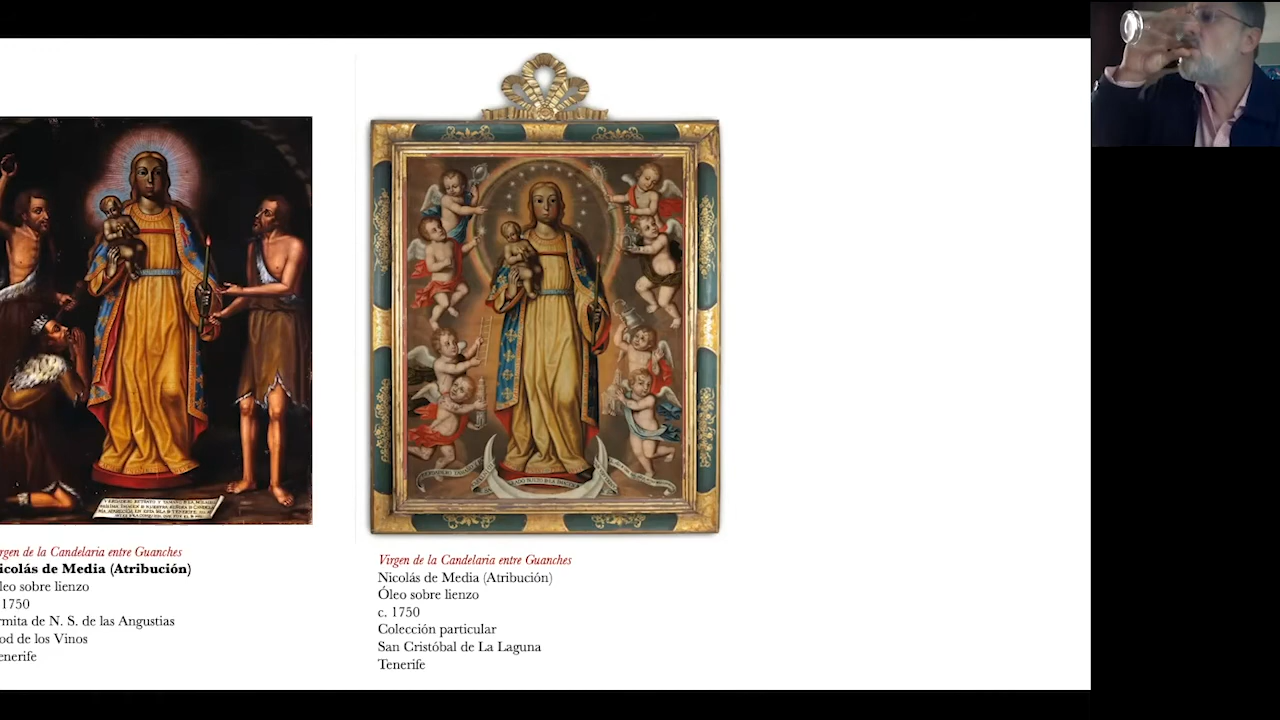 rgen de la Candelaria entre Guanches
icolás de Media (Atribución)
leo sobre lienzo
1750
rmita de N. S. de las Angustias
od de los Vinos
enerife
Virgen de la Candelaria entre Guanches
Nicolás de Media (Atribución)
Óleo sobre lienzo
c. 1750
Colección particular
San Cristóbal de La Laguna
Tenerife